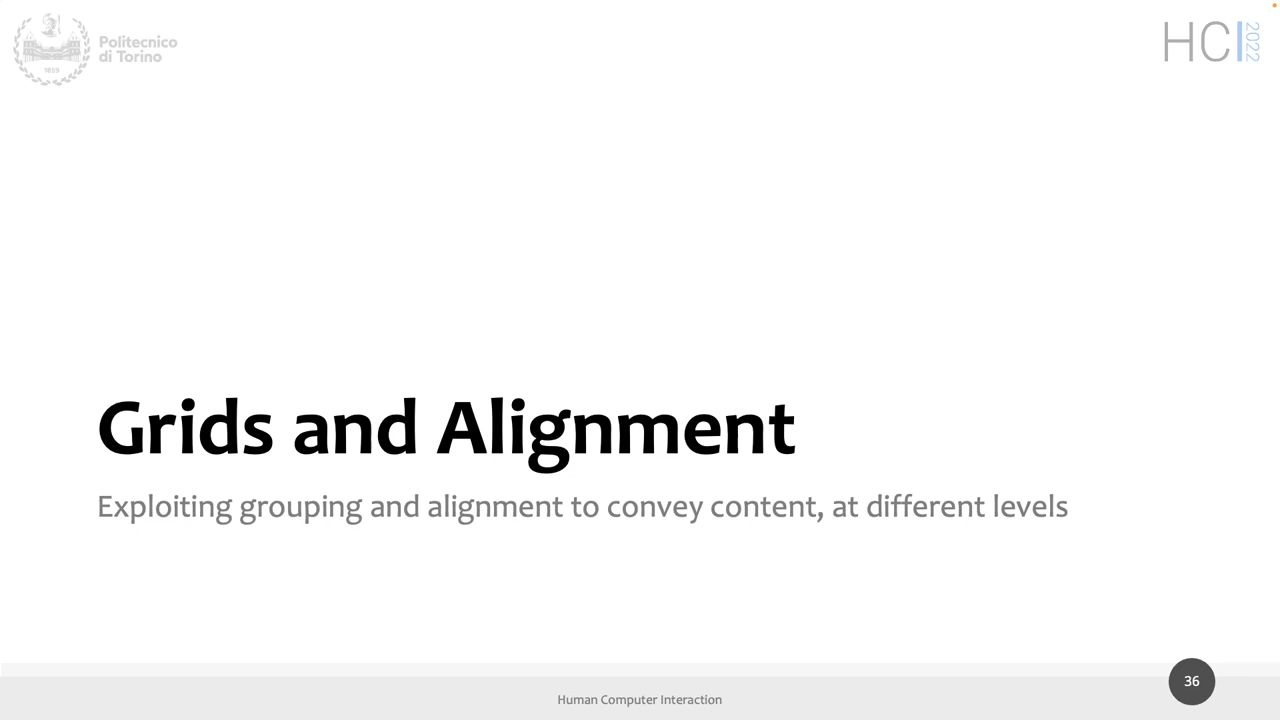 Politecnico
di Torino
1859
HCI 2022
Grids and Alignment
Exploiting grouping and alignment to convey content, at different levels
Human Computer Interaction
36